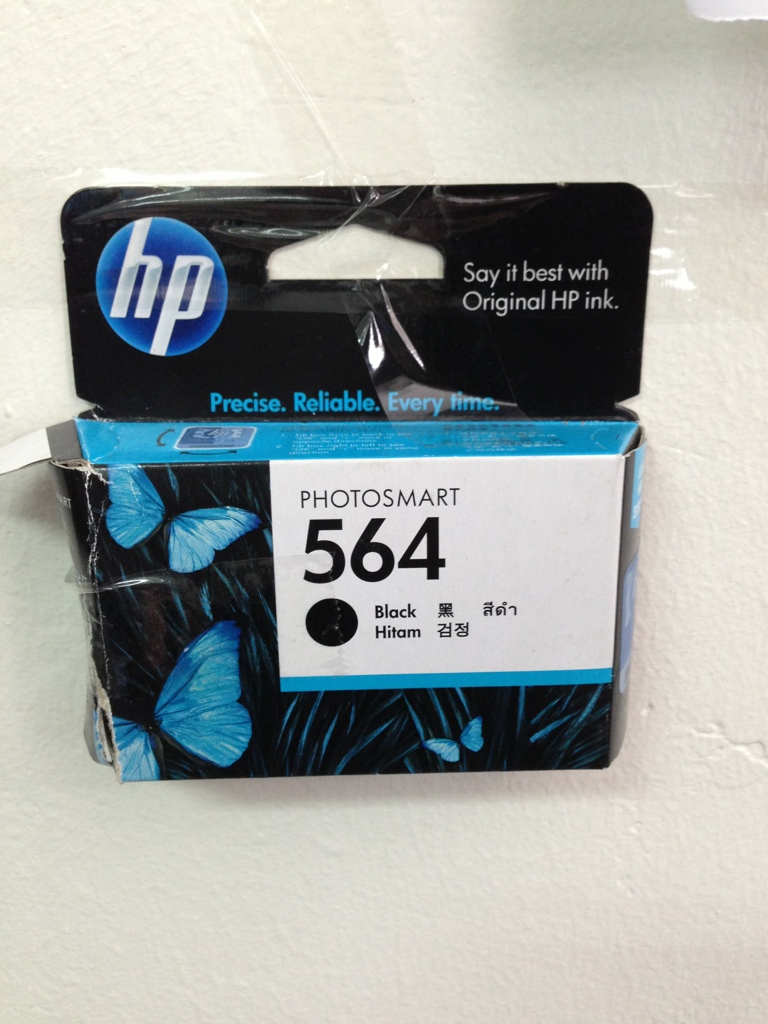 hp
Say it best with
Original HP ink.
Precise. Reliable. Every time.
PHOTOSMART
564
Black 黑 สีดำ
Hitam 검정